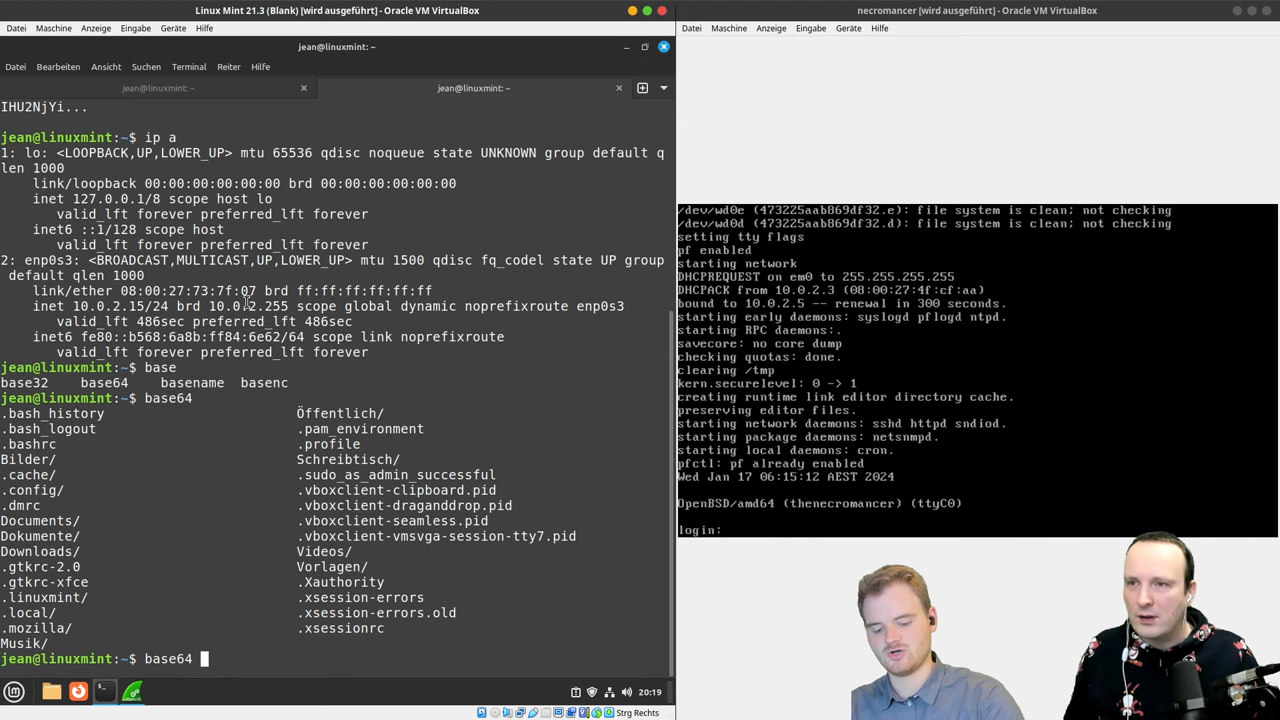 Linux Mint 21.3 (Blank) [wird ausgeführt] - Oracle VM VirtualBox
Datei Maschine Anzeige Eingabe Geräte Hilfe
jean@linuxmint: ~
Datei Bearbeiten Ansicht Suchen Terminal Reiter Hilfe
jean@linuxmint: ~
jean@linuxmint: ~
IHU2NjYi...
jean@linuxmint:~$ ip a
1: lo: <LOOPBACK,UP,LOWER_UP> mtu 65536 qdisc noqueue state UNKNOWN group default q
len 1000
link/loopback 00:00:00:00:00:00 brd 00:00:00:00:00:00
inet 127.0.0.1/8 scope host lo
valid_lft forever preferred_lft forever
inet6 ::1/128 scope host
valid_lft forever preferred_lft forever
2: enp0s3: <BROADCAST,MULTICAST,UP,LOWER_UP> mtu 1500 qdisc fq_codel state UP group
default qlen 1000
link/ether 08:00:27:73:7f:07 brd ff:ff:ff:ff:ff:ff
inet 10.0.2.15/24 brd 10.0.2.255 scope global dynamic noprefixroute enp0s3
valid_lft 486sec preferred_lft 486sec
inet6 fe80::b568:6a8b:ff84:6e62/64 scope link noprefixroute
valid_lft forever preferred_lft forever
jean@linuxmint:~$ base
base32 base64 basename basenc
jean@linuxmint:~$ base64
.bash_history Öffentlich/
.bash_logout .pam_environment
.bashrc .profile
Bilder/ Schreibtisch/
.cache/ .sudo_as_admin_successful
.config/ .vboxclient-clipboard.pid
.dmrc .vboxclient-draganddrop.pid
Documents/ .vboxclient-seamless.pid
Dokumente/ .vboxclient-vmsvga-session-tty7.pid
Downloads/ Videos/
.gtkrc-2.0 Vorlagen/
.gtkrc-xfce .Xauthority
.linuxmint/ .xsession-errors
.local/ .xsession-errors.old
.mozilla/ .xsessionrc
Musik/
jean@linuxmint:~$ base64
20:19
Strg Rechts
necromancer [wird ausgeführt] - Oracle VM VirtualBox
Datei Maschine Anzeige Eingabe Geräte Hilfe
/dev/wd0e (473225aab869df32.e): file system is clean; not checking
/dev/wd0d (473225aab869df32.d): file system is clean; not checking
setting tty flags
pf enabled
starting network
DHCPREQUEST on em0 to 255.255.255.255
DHCPACK from 10.0.2.3 (08:00:27:4f:cf:aa)
bound to 10.0.2.5 -- renewal in 300 seconds.
starting early daemons: syslogd pflogd ntpd.
starting RPC daemons:.
savecore: no core dump
checking quotas: done.
clearing /tmp
kern.securelevel: 0 -> 1
creating runtime link editor directory cache.
preserving editor files.
starting network daemons: sshd httpd sndiod.
starting package daemons: netsnmpd.
starting local daemons: cron.
pfctl: pf already enabled
Wed Jan 17 06:15:12 AEST 2024
OpenBSD/amd64 (thenecromancer) (ttyC0)
login: